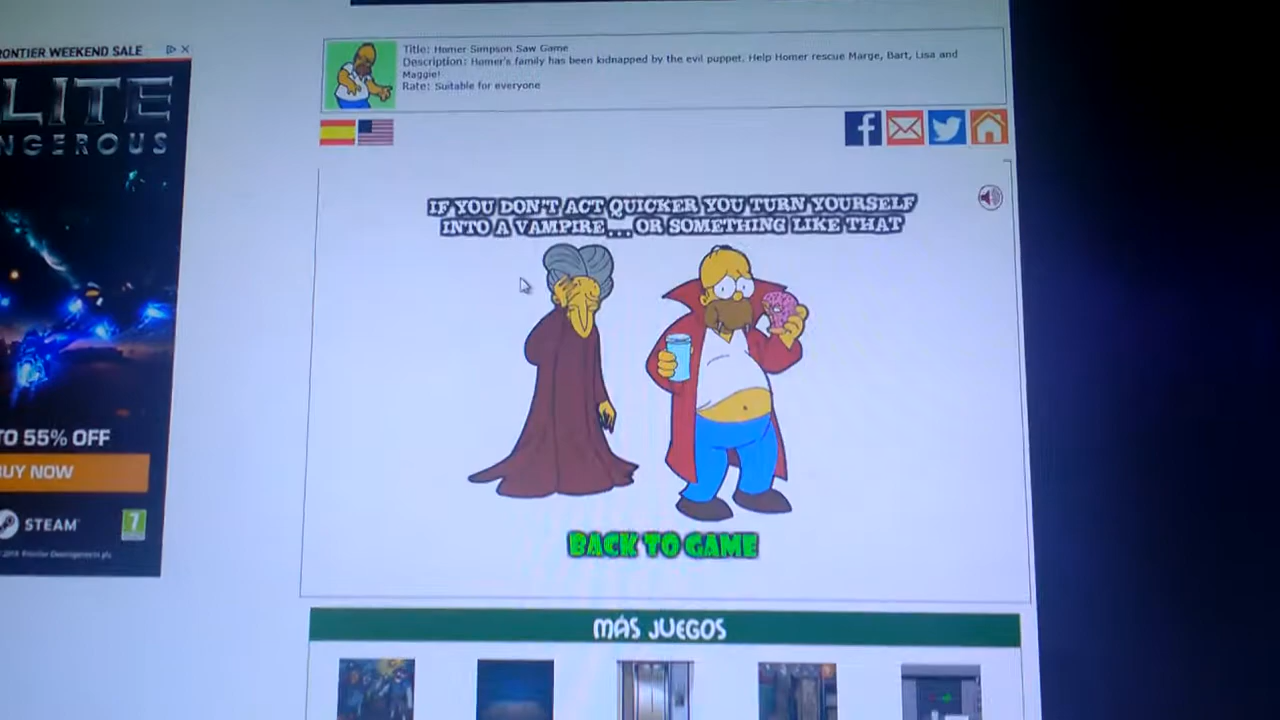 RONTIER WEEKEND SALE
LITE
NGEROUS
TO 55% OFF
BUY NOW
STEAM
7
Title: Homer Simpson Saw Game
Description: Homer's family has been kidnapped by the evil puppet. Help Homer rescue Marge, Bart, Lisa and
Maggie!
Rate: Suitable for everyone
IF YOU DON'T ACT QUICKER YOU TURN YOURSELF
INTO A VAMPIRE...OR SOMETHING LIKE THAT
BACK TO GAME
MÁS JUEGOS